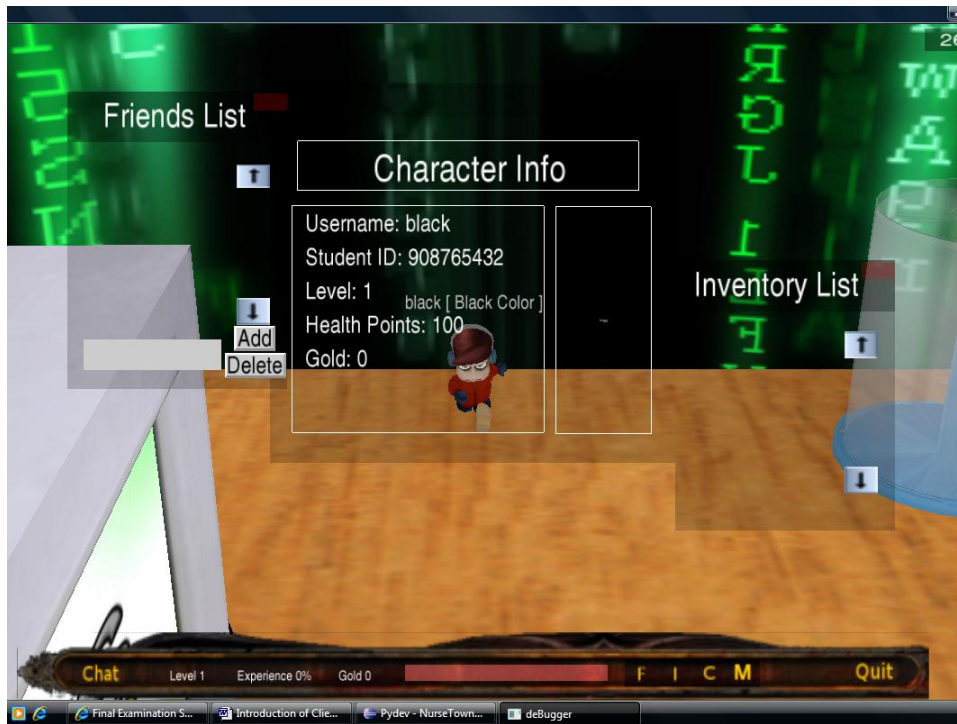 Friends List
Character Info
Username: black
Student ID: 908765432
Level: 1
black [ Black Color ]
Health Points: 100
Gold: 0
Add
Delete
Inventory List
Chat
Level 1
Experience 0%
Gold 0
F I C M
Quit
Final Examination S...
Introduction of Clie...
Pydev - NurseTown...
deBugger